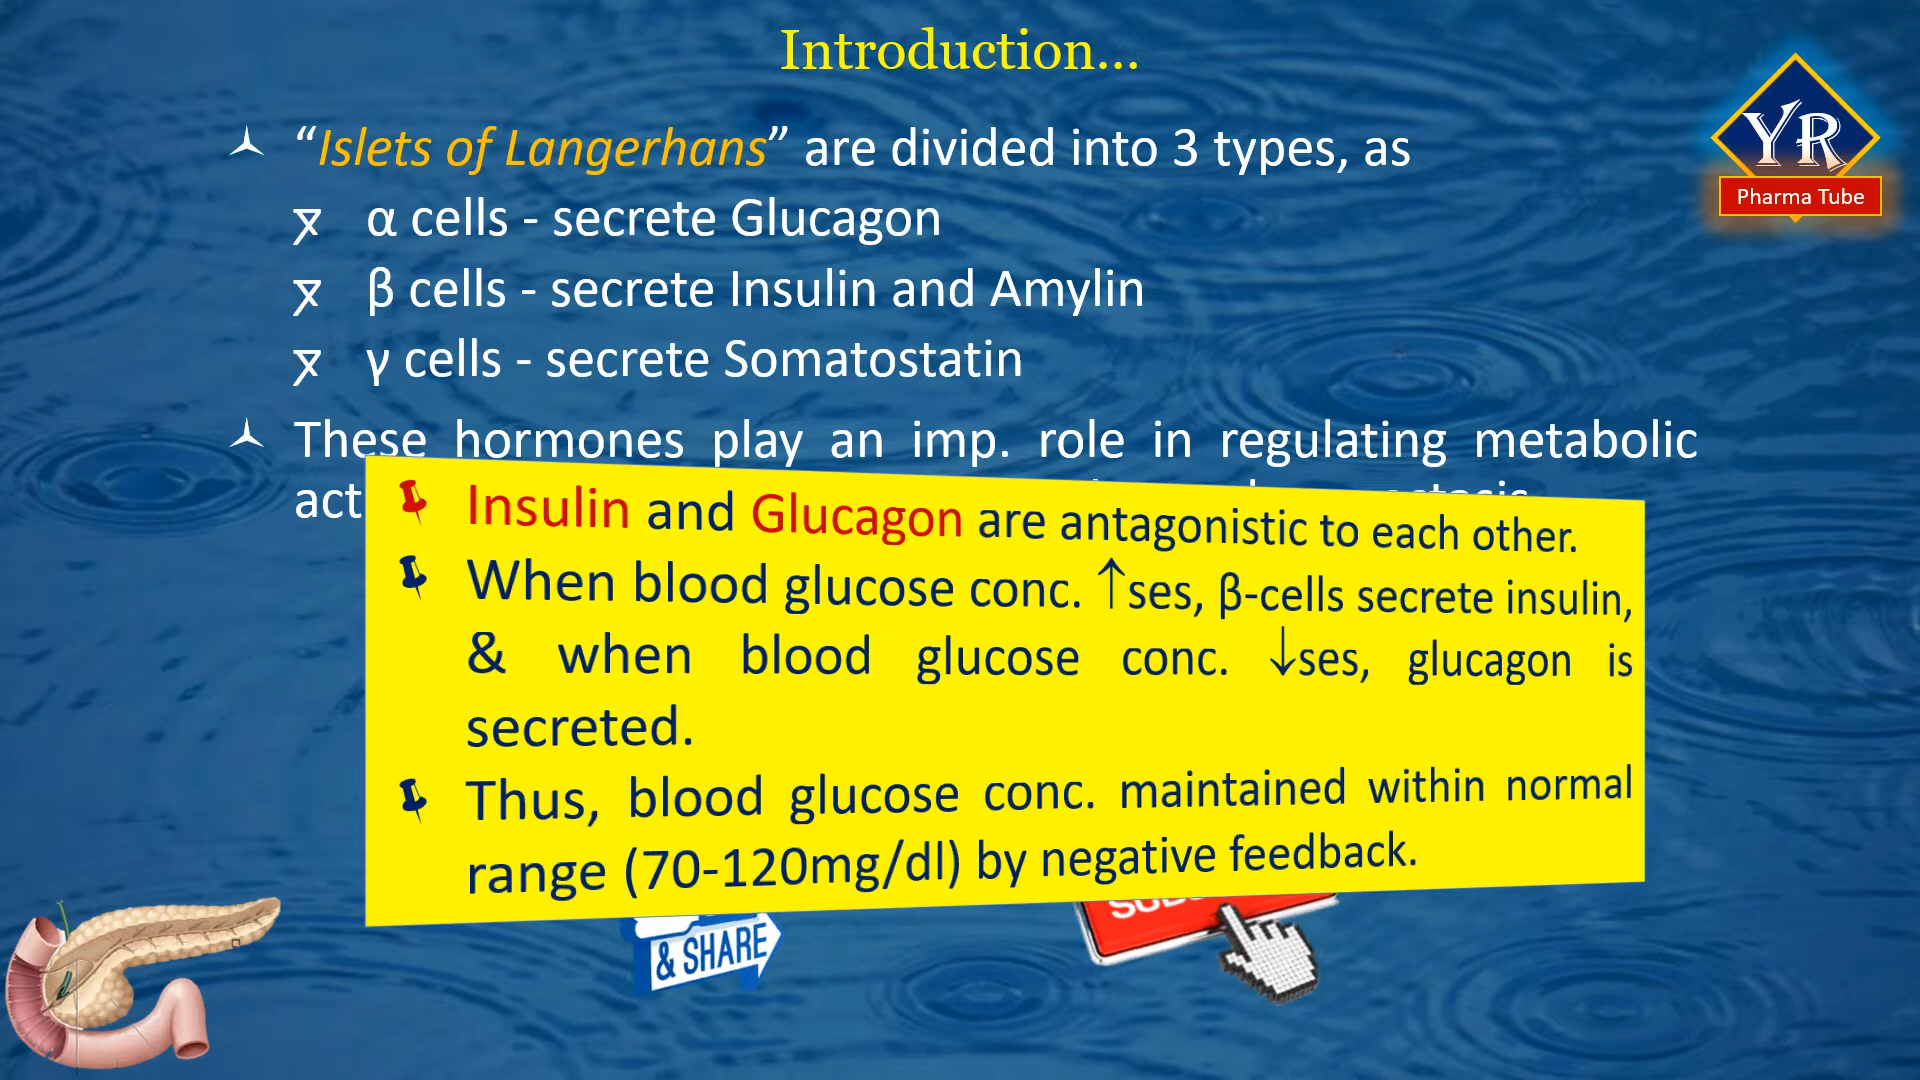 Introduction...
YR
Pharma Tube
“Islets of Langerhans” are divided into 3 types, as
α cells - secrete Glucagon
β cells - secrete Insulin and Amylin
γ cells - secrete Somatostatin
These hormones play an imp. role in regulating metabolic
Insulin and Glucagon are antagonistic to each other.
When blood glucose conc. ↑ses, β-cells secrete insulin,
& when blood glucose conc. ↓ses, glucagon is
secreted.
Thus, blood glucose conc. maintained within normal
range (70-120mg/dl) by negative feedback.
& SHARE